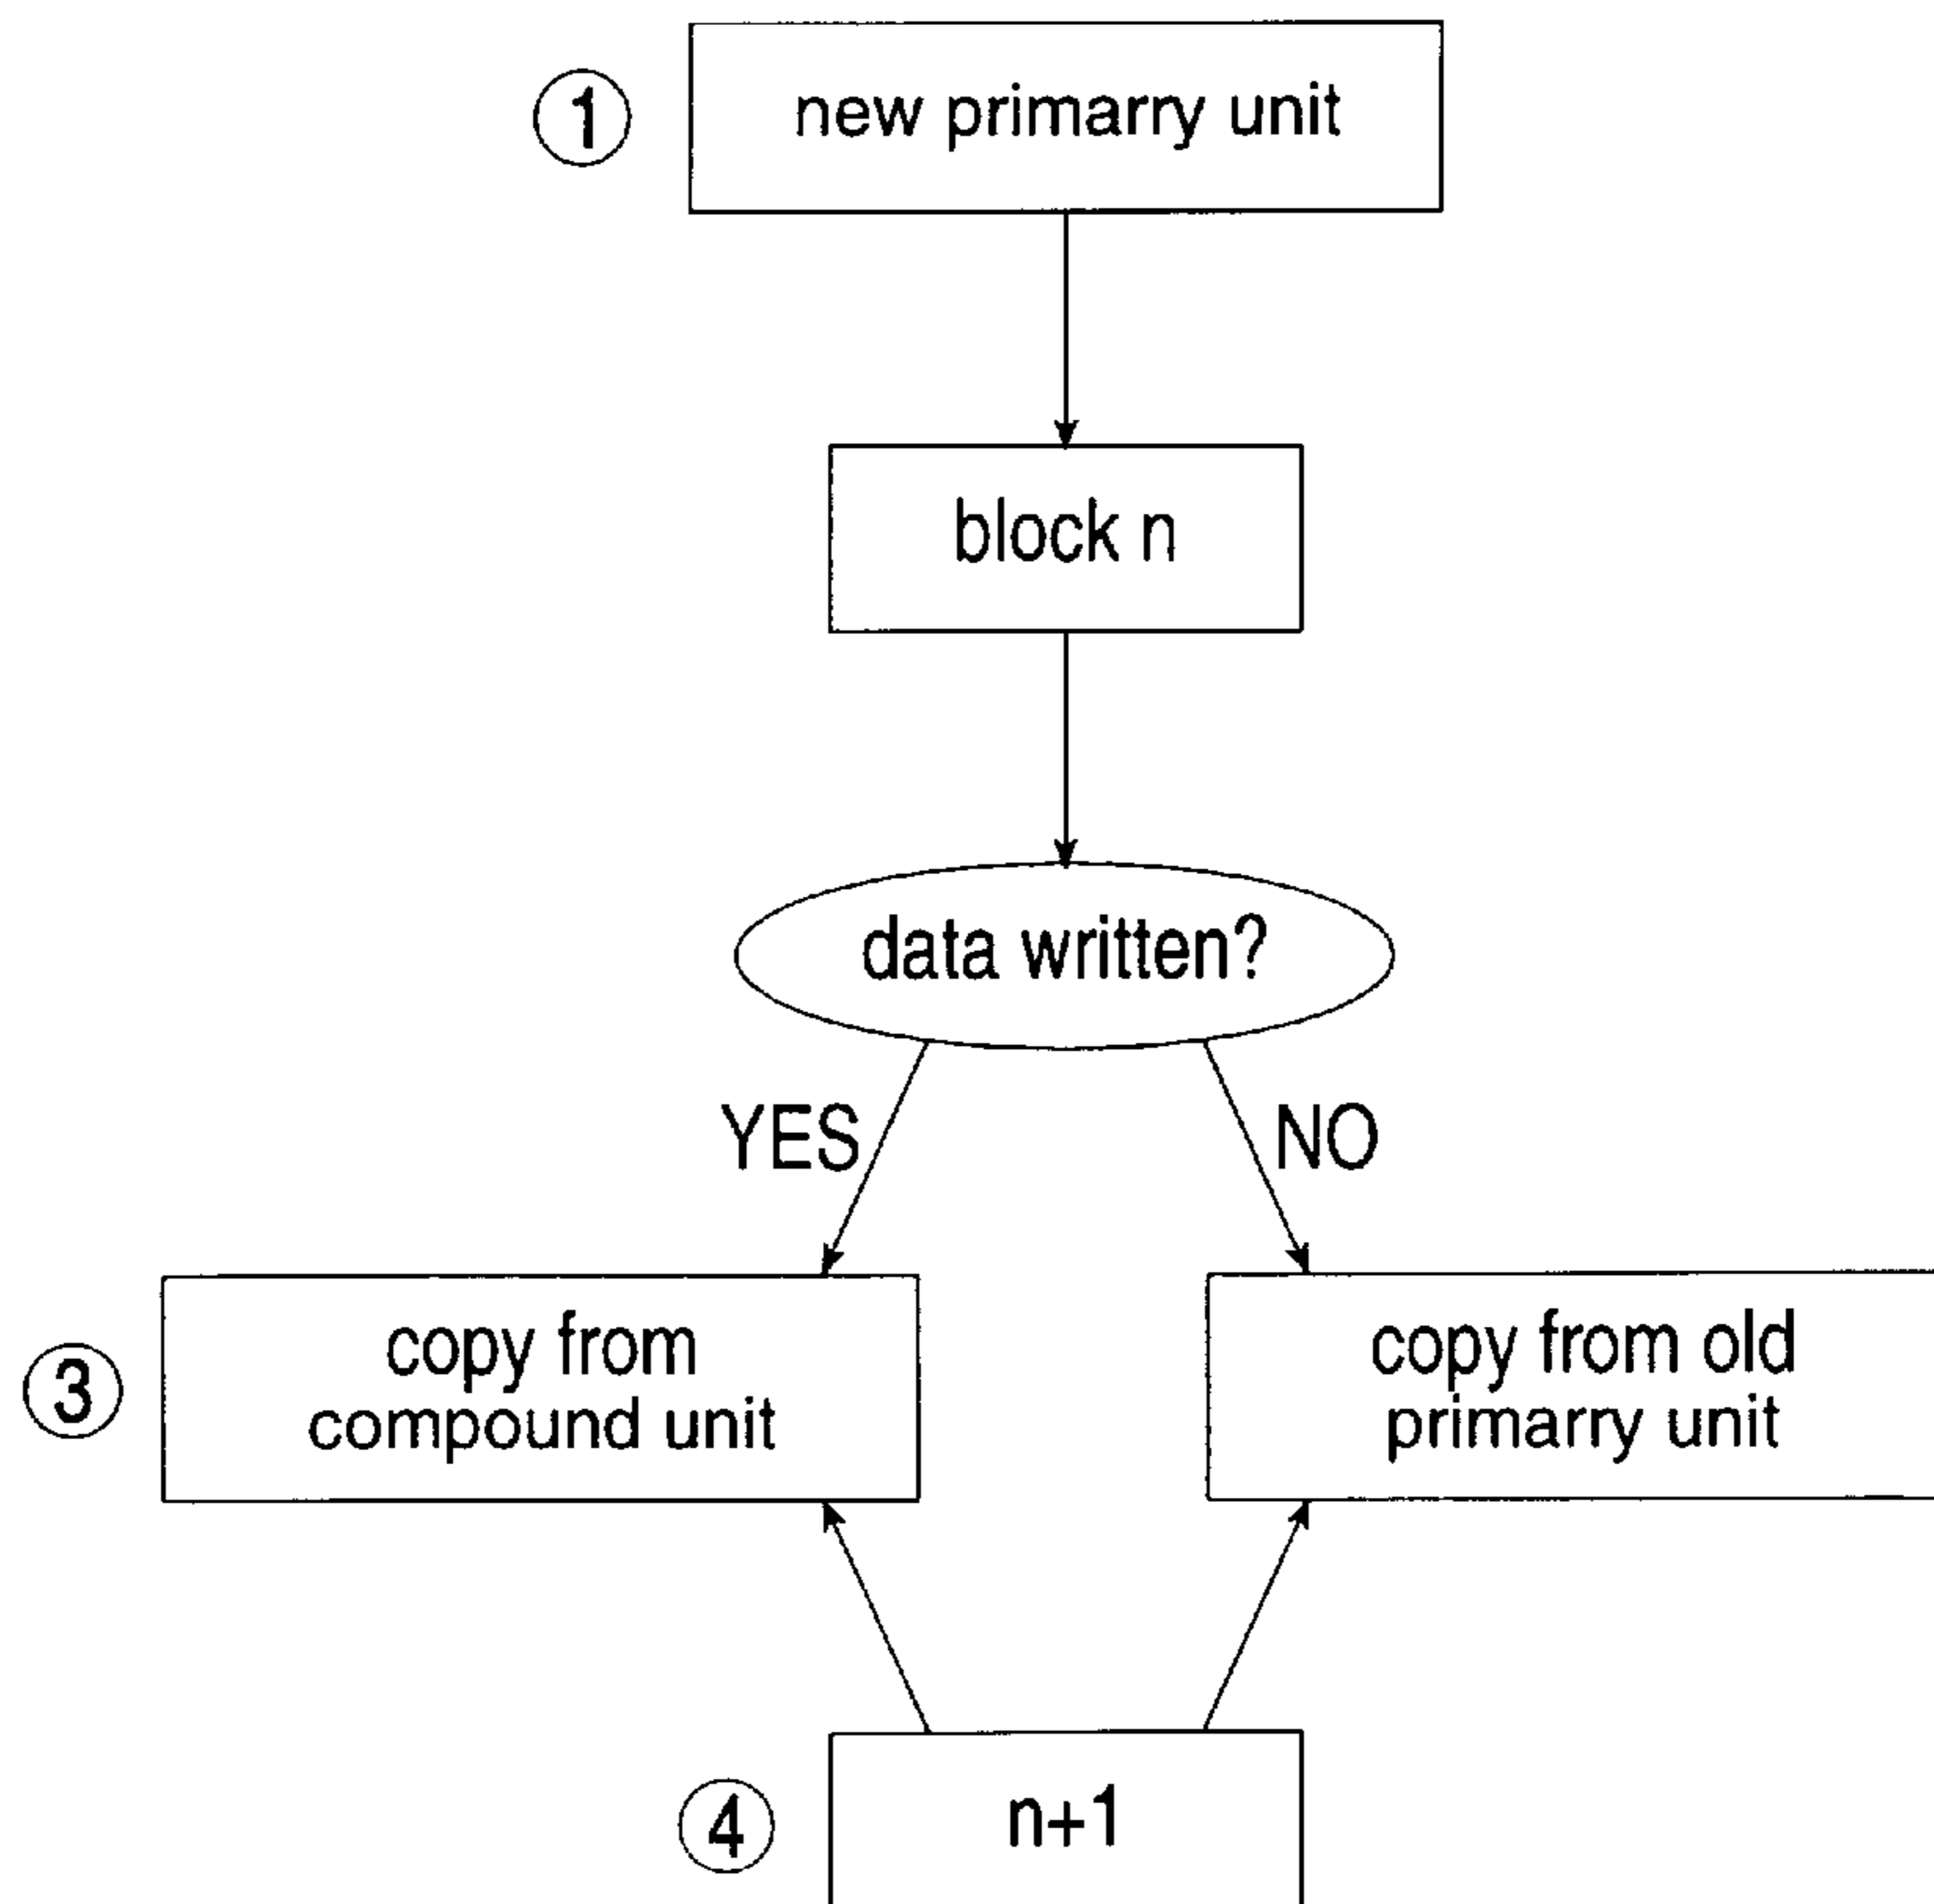 1
new primarry unit
block n
data written?
YES
NO
3
copy from
compound unit
copy from old
primarry unit
4
n+1